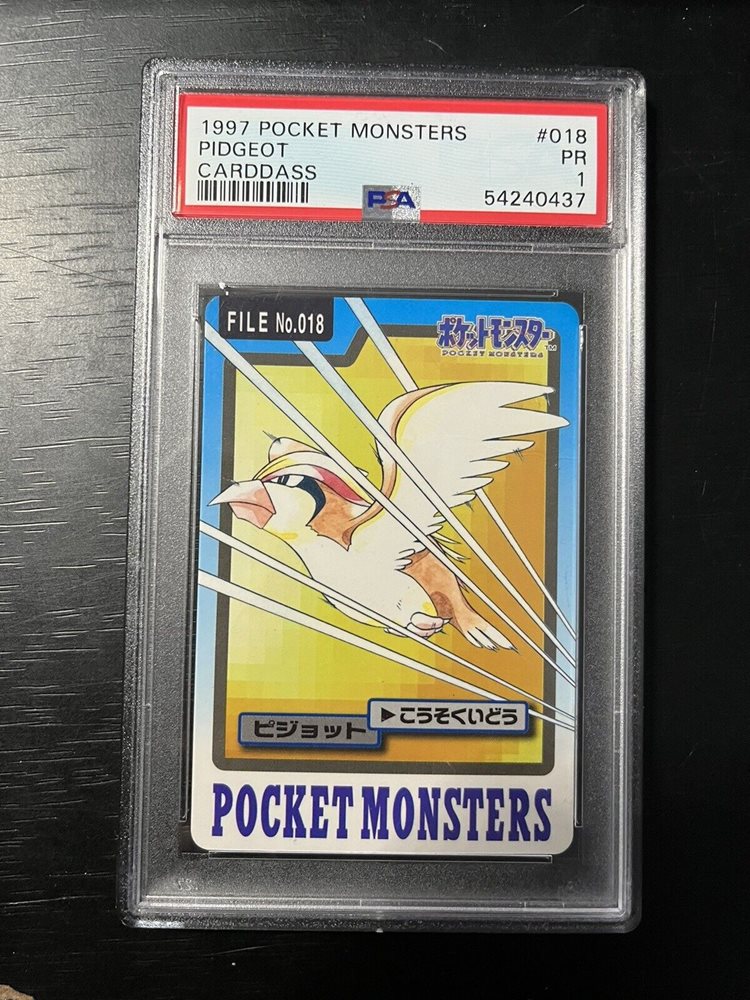 1997 POCKET MONSTERS #018
PIDGEOT PR
CARDDASS 1
PSA 54240437
FILE No.018
ポケットモンスター
POCKET MONSTERS TM
ピジョット
▶こうそくいどう
POCKET MONSTERS